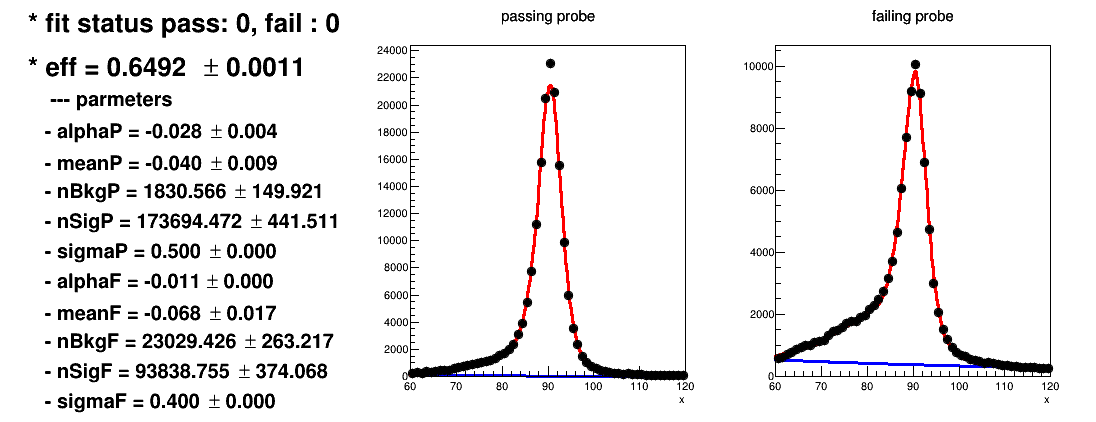 * fit status pass: 0, fail : 0
* eff = 0.6492 ± 0.0011
--- parmeters
- alphaP = -0.028 ± 0.004
- meanP = -0.040 ± 0.009
- nBkgP = 1830.566 ± 149.921
- nSigP = 173694.472 ± 441.511
- sigmaP = 0.500 ± 0.000
- alphaF = -0.011 ± 0.000
- meanF = -0.068 ± 0.017
- nBkgF = 23029.426 ± 263.217
- nSigF = 93838.755 ± 374.068
- sigmaF = 0.400 ± 0.000
passing probe
24000
22000
20000
18000
16000
14000
12000
10000
8000
6000
4000
2000
0
60 70 80 90 100 110 120
x
failing probe
10000
8000
6000
4000
2000
0
60 70 80 90 100 110 120
x